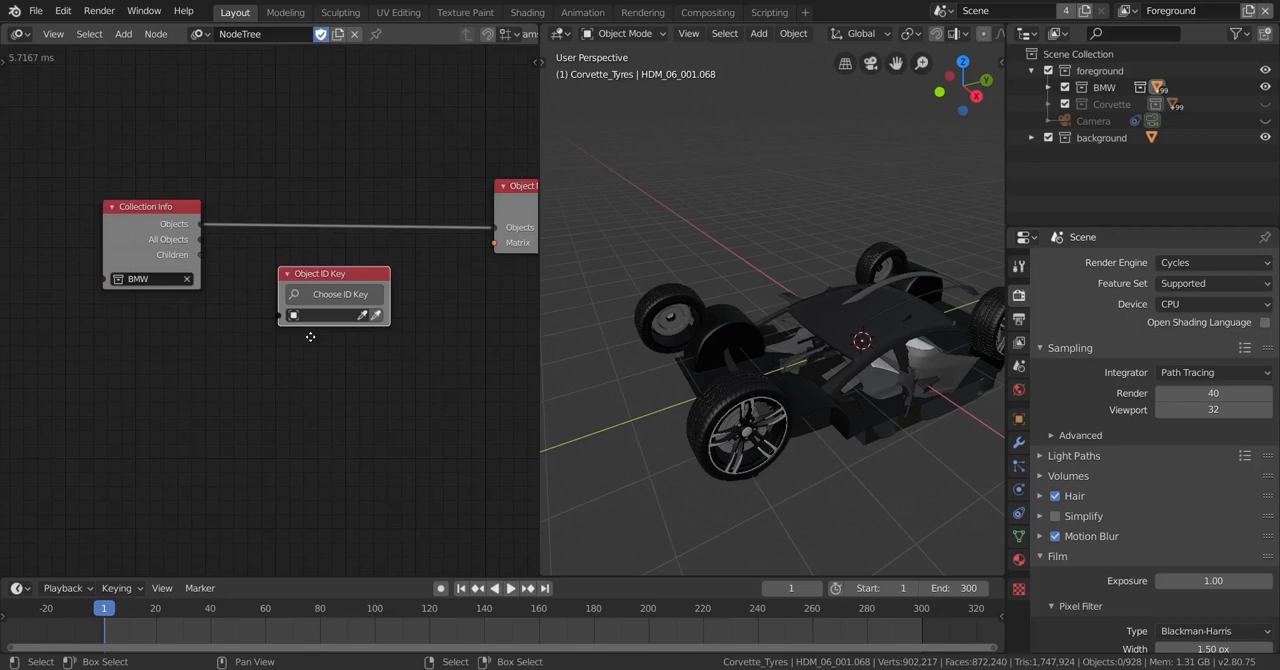 File Edit Render Window Help Layout Modeling Sculpting UV Editing Texture Paint Shading Animation Rendering Compositing Scripting + Scene 4 Foreground
View Select Add Node NodeTree
Object Mode View Select Add Object Global
5.7167 ms
User Perspective
(1) Corvette_Tyres | HDM_06_001.068
Z
Y
X
Collection Info
Objects
All Objects
Children
BMW
Object ID Key
Choose ID Key
Objects
Matrix
Scene Collection
foreground
BMW +99
Corvette +99
Camera
background
Scene
Render Engine Cycles
Feature Set Supported
Device CPU
Open Shading Language
Sampling
Integrator Path Tracing
Render 40
Viewport 32
Advanced
Light Paths
Volumes
Hair
Simplify
Motion Blur
Film
Exposure 1.00
Pixel Filter
Type Blackman-Harris
Width 1.50 px
Playback Keying View Marker 1 Start: 1 End: 300
-20 1 20 40 60 80 100 120 140 160 180 200 220 240 260 280 300 320
Select Box Select Pan View Select Box Select Corvette_Tyres | HDM_06_001.068 | Verts:902,217 | Faces:872,240 | Tris:1,747,924 | Objects:0/928 | Mem: 1.31 GB | v2.80.75